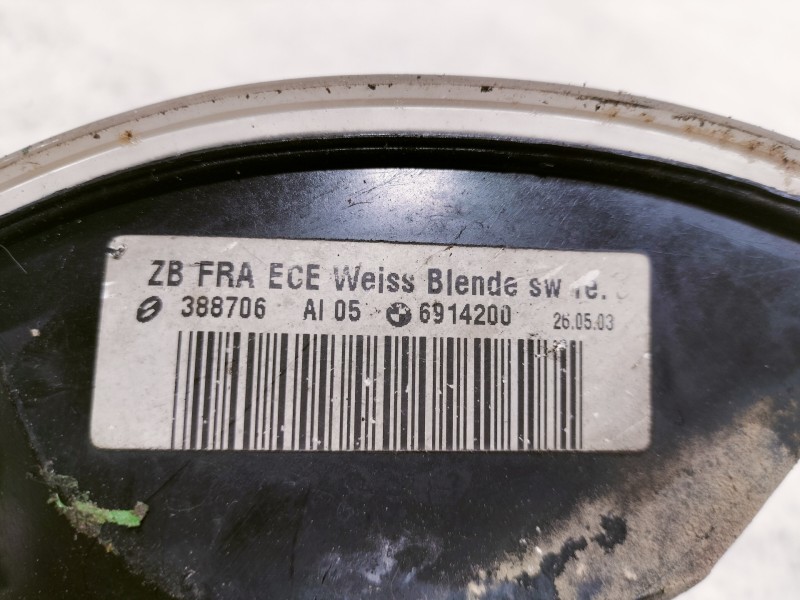 ZB FRA ECE Weiss Blende sw
388706 AI 05 6914200 26.05.03